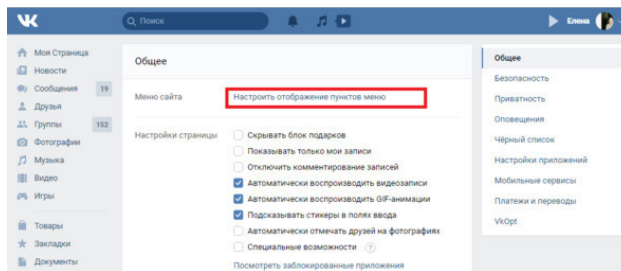 Поиск
Елена
Моя Страница
Новости
Сообщения 19
Друзья
Группы 152
Фотографии
Музыка
Видео
Игры
Товары
Закладки
Документы
Общее
Меню сайта Настроить отображение пунктов меню
Настройки страницы
Скрывать блок подарков
Показывать только мои записи
Отключить комментирование записей
Автоматически воспроизводить видеозаписи
Автоматически воспроизводить GIF-анимации
Подсказывать стикеры в полях ввода
Автоматически отмечать друзей на фотографиях
Специальные возможности ?
Посмотреть заблокированные приложения
Общее
Безопасность
Приватность
Оповещения
Чёрный список
Настройки приложений
Мобильные сервисы
Платежи и переводы
VkOpt